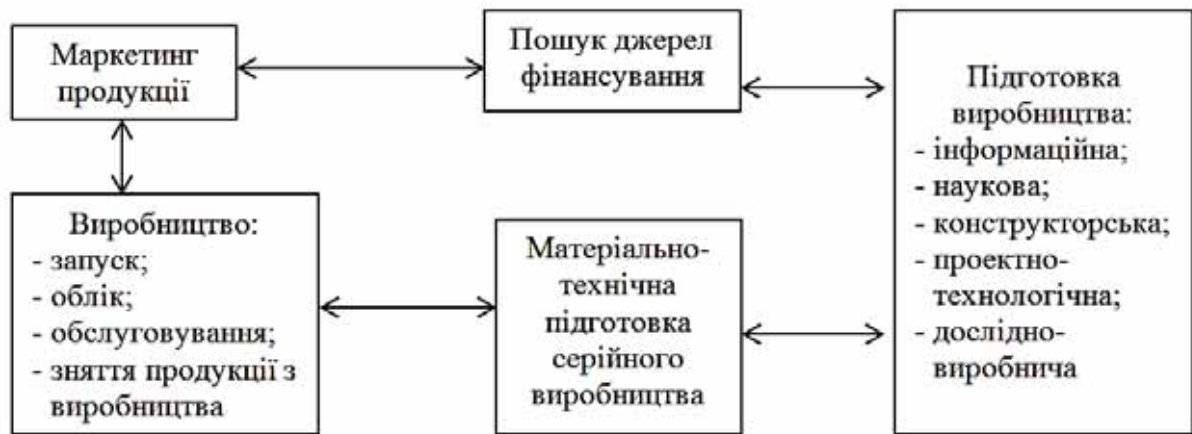 Маркетинг
продукції
Пошук джерел
фінансування
Підготовка
виробництва:
- інформаційна;
- наукова;
- конструкторська;
- проектно-
технологічна;
- дослідно-
виробнича
Виробництво:
- запуск;
- облік;
- обслуговування;
- зняття продукції з
виробництва
Матеріально-
технічна
підготовка
серійного
виробництва